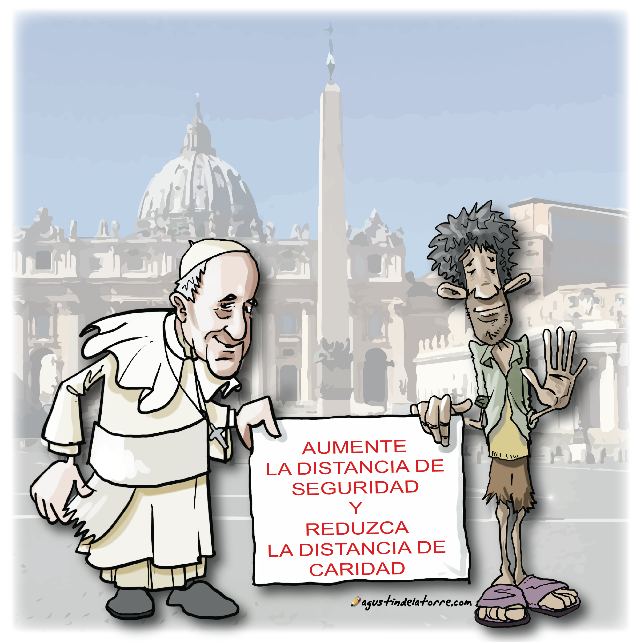 AUMENTE
LA DISTANCIA DE
SEGURIDAD
Y
REDUZCA
LA DISTANCIA DE
CARIDAD
agustindelatorre.com